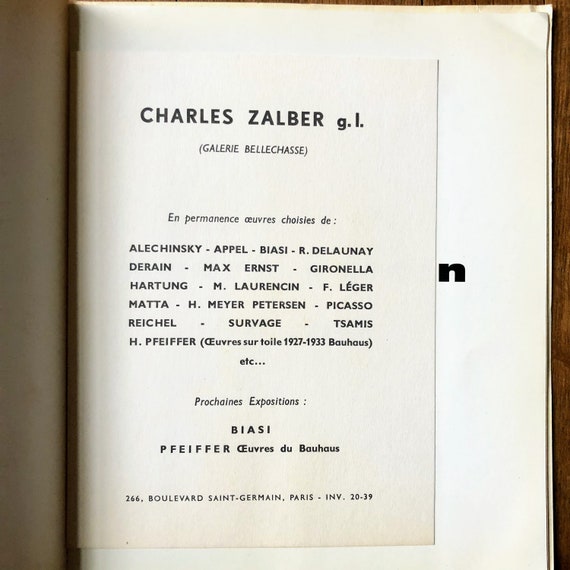 CHARLES ZALBER g.l.
(GALERIE BELLECHASSE)
En permanence œuvres choisies de :
ALECHINSKY - APPEL - BIASI - R. DELAUNAY
DERAIN - MAX ERNST - GIRONELLA
HARTUNG - M. LAURENCIN - F. LÉGER
MATTA - H. MEYER PETERSEN - PICASSO
REICHEL - SURVAGE - TSAMIS
H. PFEIFFER (Œuvres sur toile 1927-1933 Bauhaus)
etc...
Prochaines Expositions :
BIASI
PFEIFFER Œuvres du Bauhaus
266, BOULEVARD SAINT-GERMAIN, PARIS - INV. 20-39
n